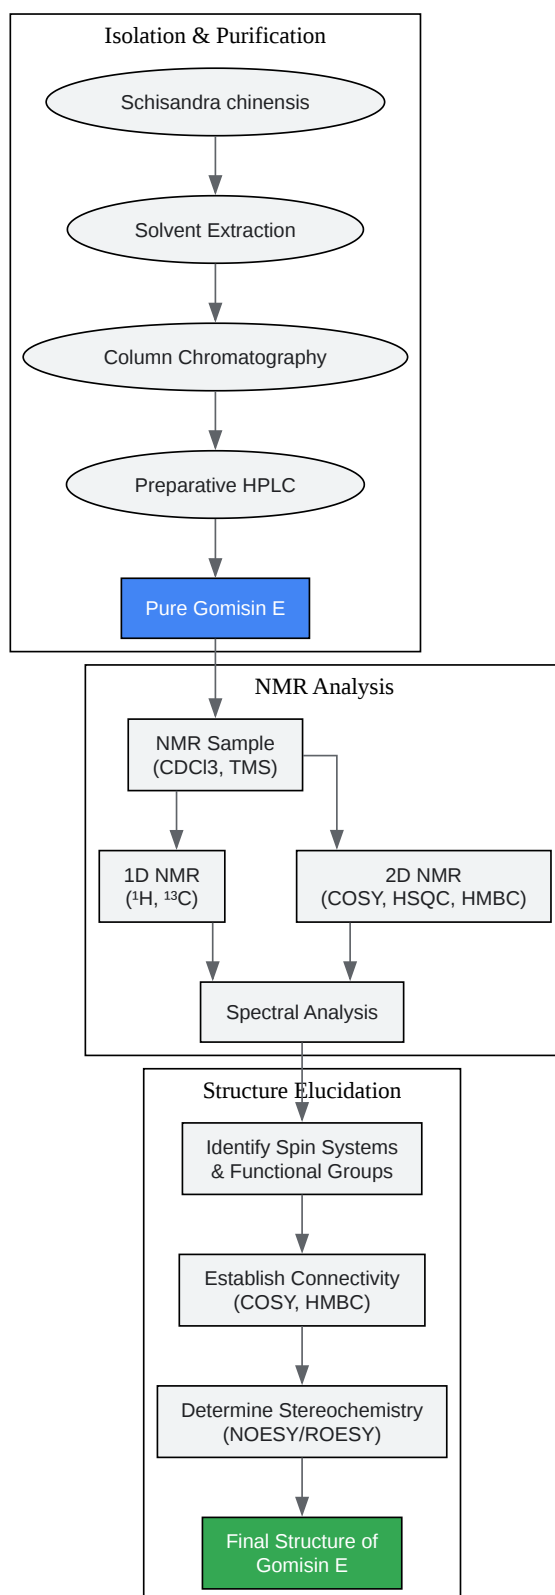 Isolation & Purification
Schisandra chinensis
Solvent Extraction
Column Chromatography
Preparative HPLC
Pure Gomisin E
NMR Analysis
NMR Sample
(CDCl3, TMS)
1D NMR
(¹H, ¹³C)
2D NMR
(COSY, HSQC, HMBC)
Spectral Analysis
Structure Elucidation
Identify Spin Systems
& Functional Groups
Establish Connectivity
(COSY, HMBC)
Determine Stereochemistry
(NOESY/ROESY)
Final Structure of
Gomisin E